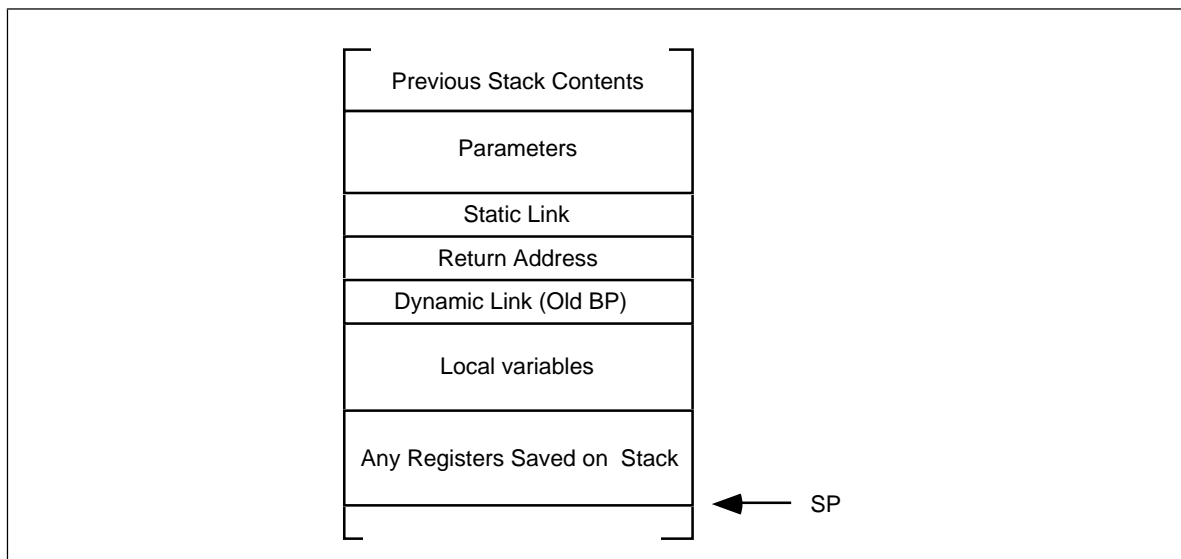 Previous Stack Contents
Parameters
Static Link
Return Address
Dynamic Link (Old BP)
Local variables
Any Registers Saved on Stack
SP